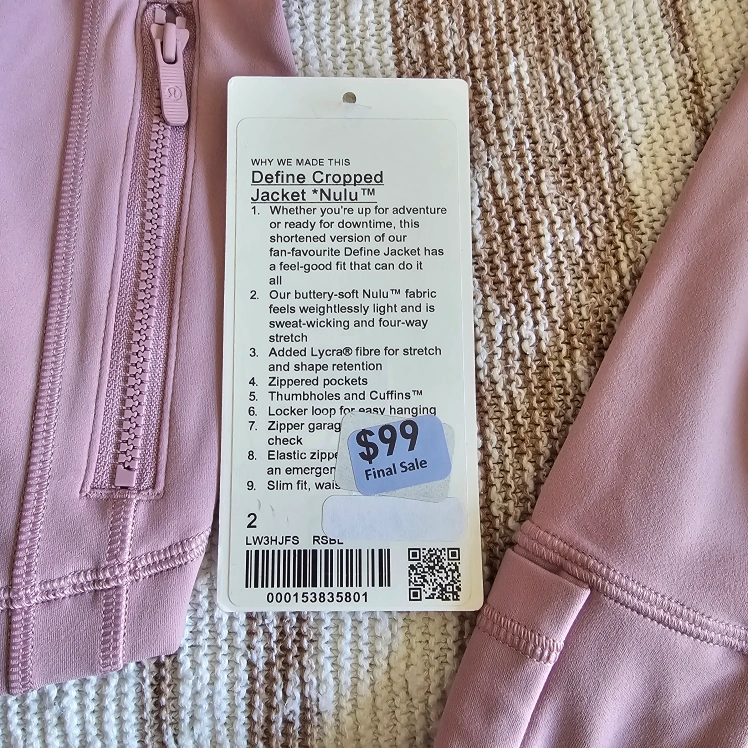 WHY WE MADE THIS
Define Cropped
Jacket *Nulu™
1. Whether you're up for adventure
or ready for downtime, this
shortened version of our
fan-favourite Define Jacket has
a feel-good fit that can do it
all
2. Our buttery-soft Nulu™ fabric
feels weightlessly light and is
sweat-wicking and four-way
stretch
3. Added Lycra® fibre for stretch
and shape retention
4. Zippered pockets
5. Thumbholes and Cuffins™
6. Locker loop for easy hanging
7. Zipper garag
check
8. Elastic zippe
an emergen
9. Slim fit, wais
$99
Final Sale
2
LW3HJFS RSBL
000153835801